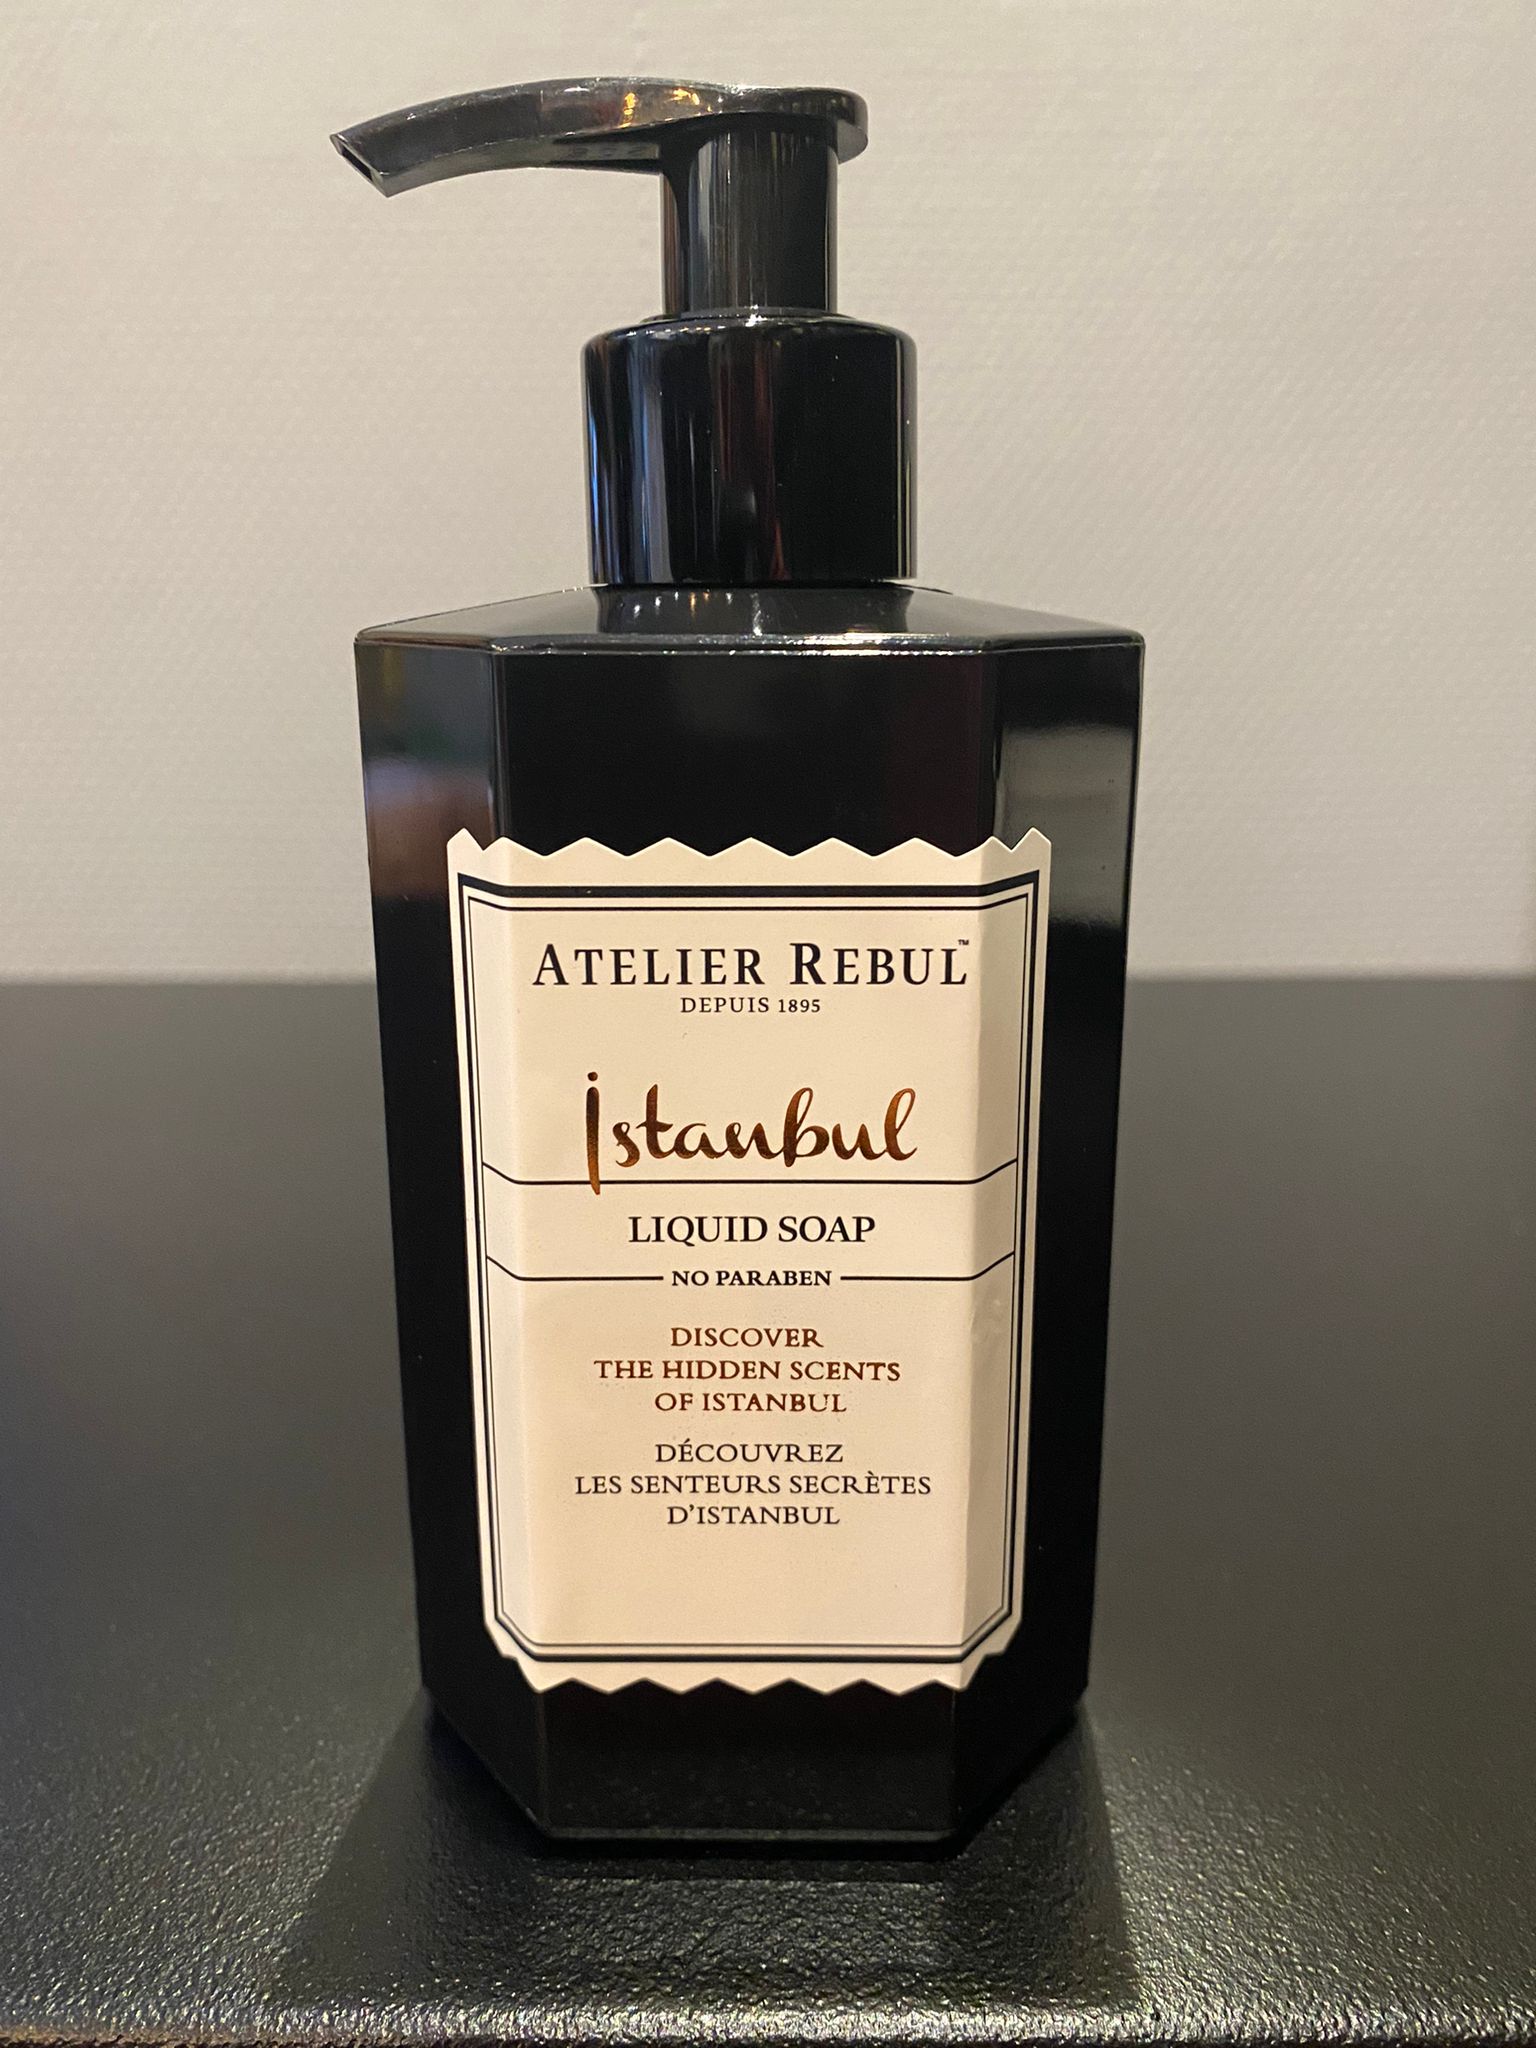 ATELIER REBUL™
DEPUIS 1895
İstanbul
LIQUID SOAP
NO PARABEN
DISCOVER
THE HIDDEN SCENTS
OF ISTANBUL
DÉCOUVREZ
LES SENTEURS SECRÈTES
D'ISTANBUL